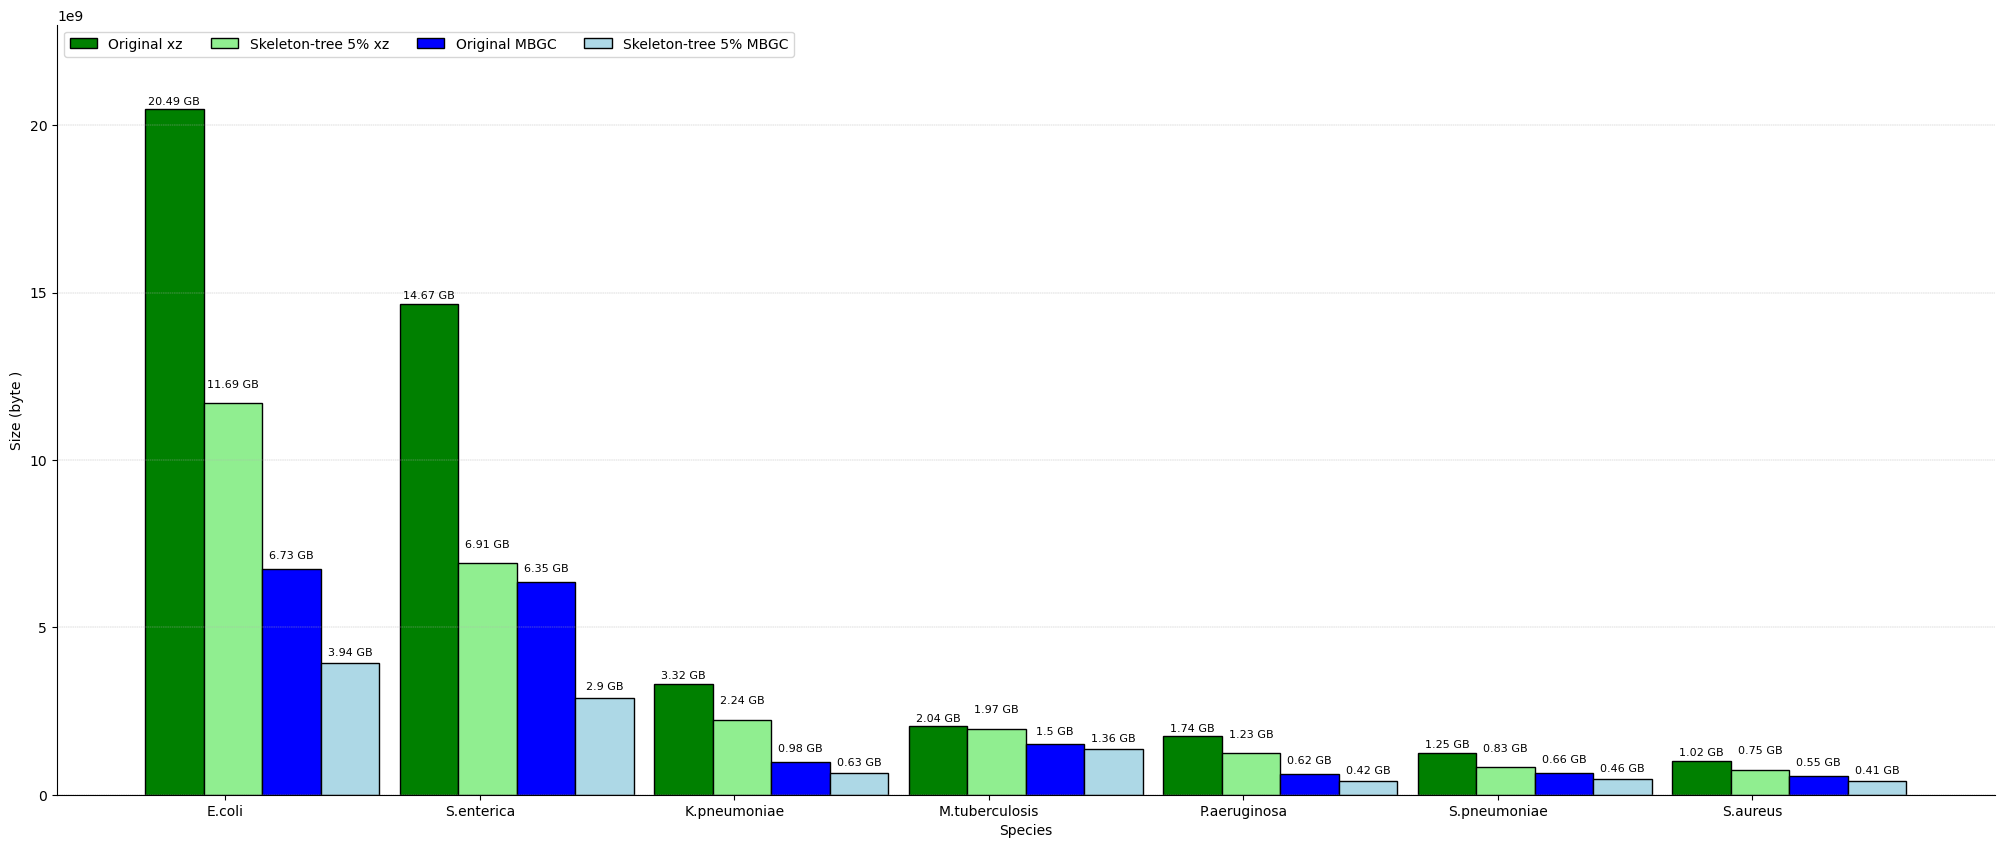 1e9
Original xz
Skeleton-tree 5% xz
Original MBGC
Skeleton-tree 5% MBGC
20
15
10
5
0
Size (byte )
20.49 GB
11.69 GB
6.73 GB
3.94 GB
14.67 GB
6.91 GB
6.35 GB
2.9 GB
3.32 GB
2.24 GB
0.98 GB
0.63 GB
2.04 GB
1.97 GB
1.5 GB
1.36 GB
1.74 GB
1.23 GB
0.62 GB
0.42 GB
1.25 GB
0.83 GB
0.66 GB
0.46 GB
1.02 GB
0.75 GB
0.55 GB
0.41 GB
E.coli
S.enterica
K.pneumoniae
M.tuberculosis
P.aeruginosa
S.pneumoniae
S.aureus
Species